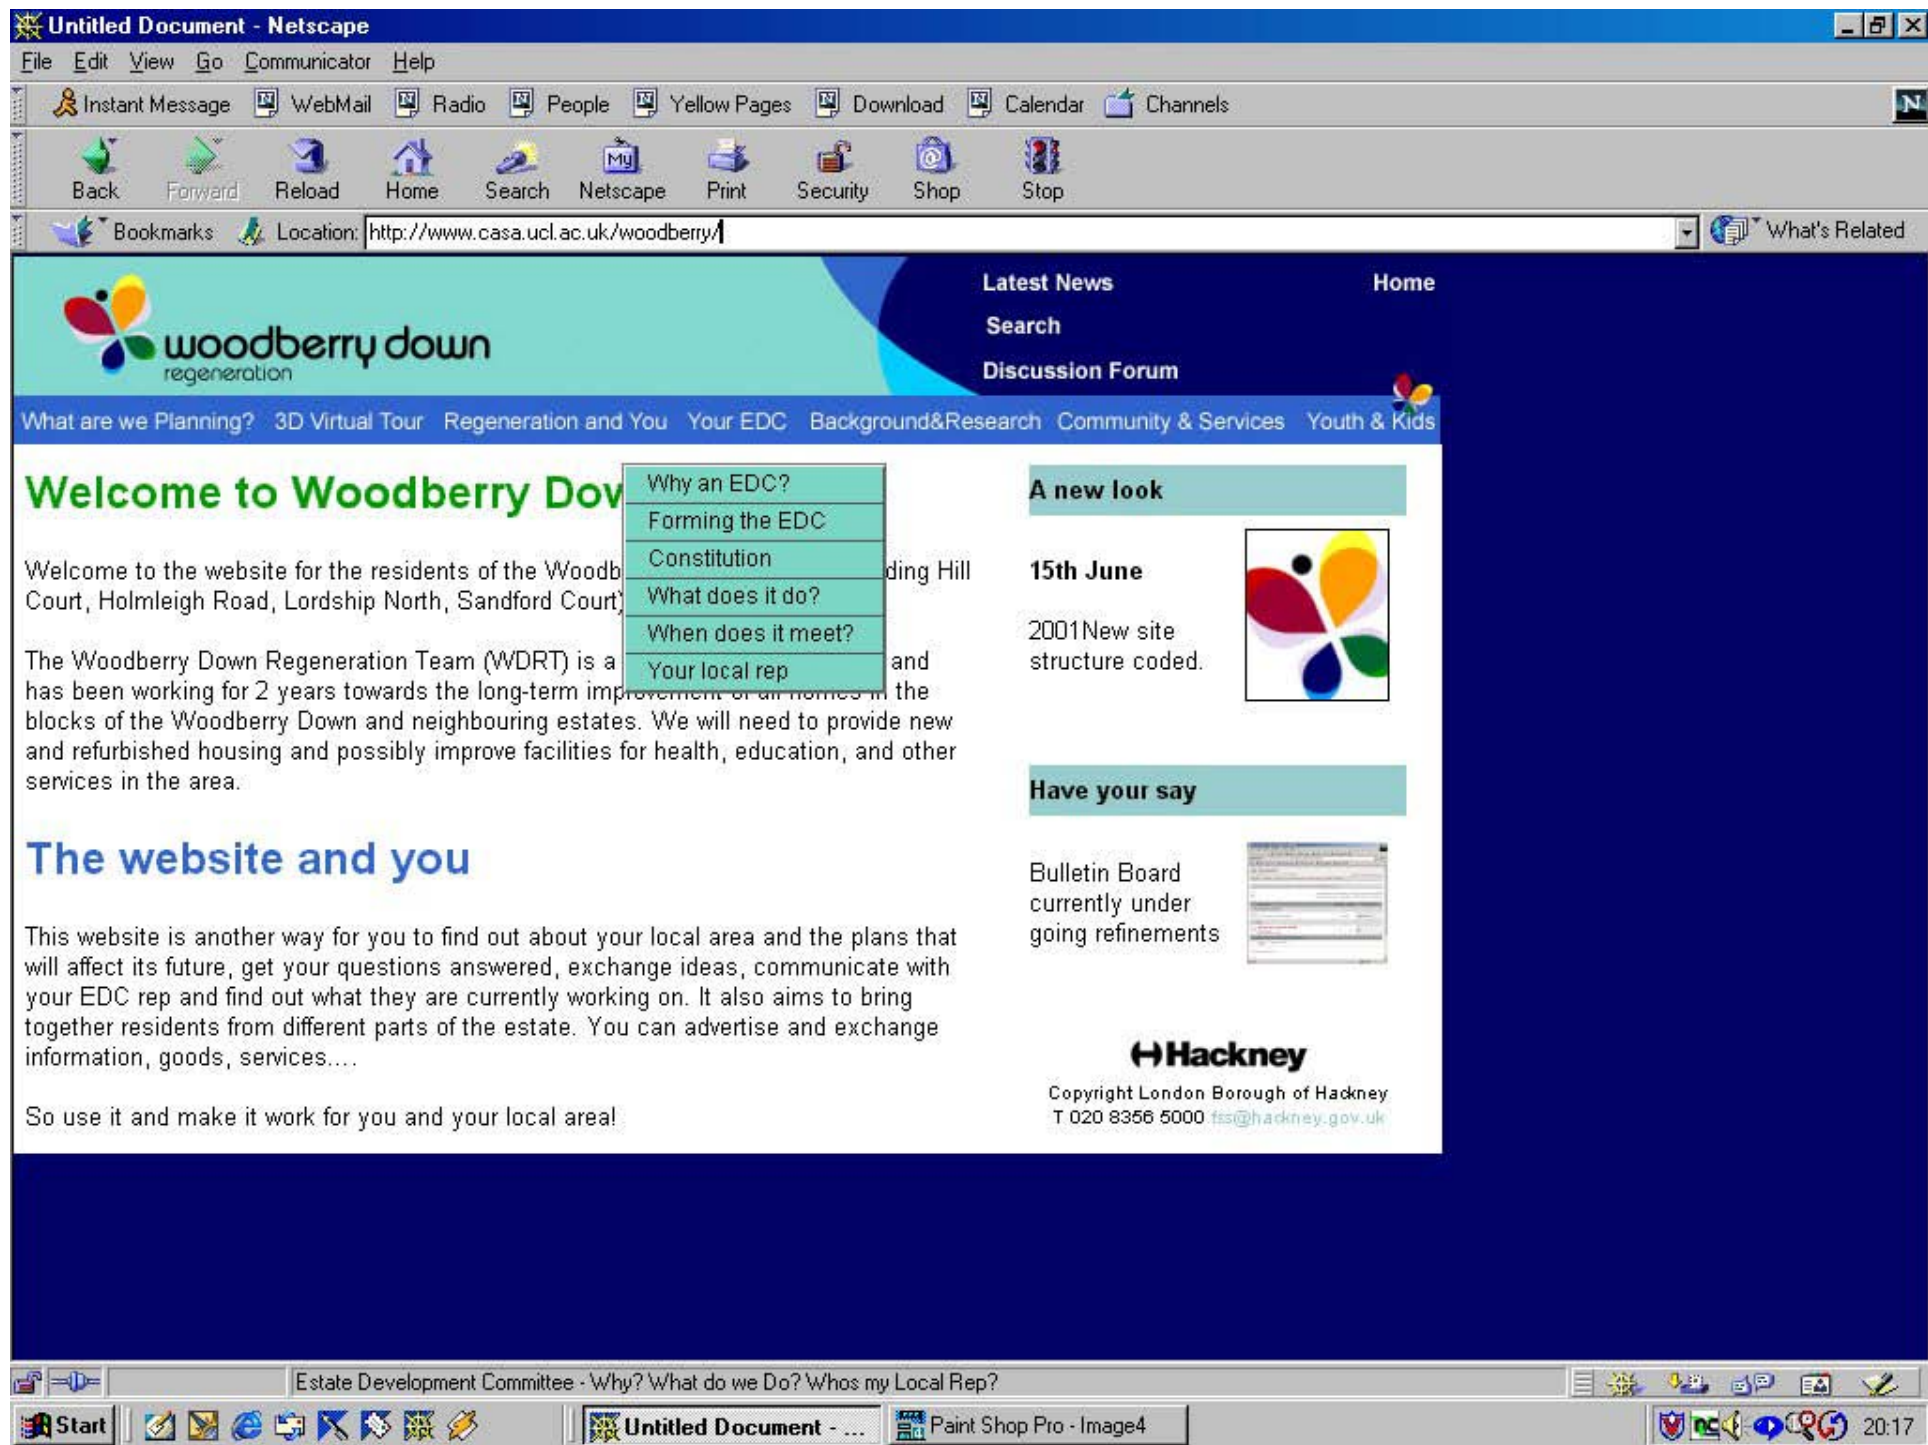 Untitled Document - Netscape
File Edit View Go Communicator Help
Instant Message WebMail Radio People Yellow Pages Download Calendar Channels
N
Back Forward Reload Home Search Netscape Print Security Shop Stop
My
Bookmarks Location: http://www.casa.ucl.ac.uk/woodberry/ What's Related
Latest News Home
Search
Discussion Forum
woodberry down
regeneration
What are we Planning? 3D Virtual Tour Regeneration and You Your EDC Background&Research Community & Services Youth & Kids
Welcome to Woodberry Dow
Why an EDC?
Forming the EDC
Constitution
What does it do?
When does it meet?
Your local rep
Welcome to the website for the residents of the Woodb ding Hill
Court, Holmleigh Road, Lordship North, Sandford Court)
The Woodberry Down Regeneration Team (WDRT) is a and
has been working for 2 years towards the long-term improvement of all homes in the
blocks of the Woodberry Down and neighbouring estates. We will need to provide new
and refurbished housing and possibly improve facilities for health, education, and other
services in the area.
The website and you
This website is another way for you to find out about your local area and the plans that
will affect its future, get your questions answered, exchange ideas, communicate with
your EDC rep and find out what they are currently working on. It also aims to bring
together residents from different parts of the estate. You can advertise and exchange
information, goods, services....
So use it and make it work for you and your local area!
A new look
15th June
2001New site
structure coded.
Have your say
Bulletin Board
currently under
going refinements
Hackney
Copyright London Borough of Hackney
T 020 8356 5000 fss@hackney.gov.uk
Estate Development Committee - Why? What do we Do? Whos my Local Rep?
Start Untitled Document - ... Paint Shop Pro - Image4 20:17